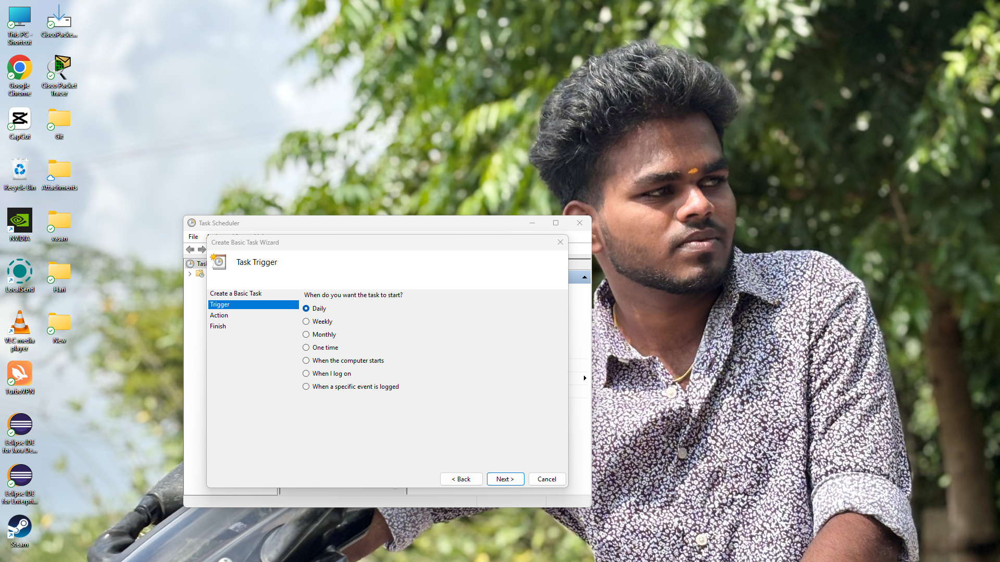 This PC -
Shortcut
CiscoPacke...
Google
Chrome
Cisco Packet
Tracer
CapCut
Git
Recycle Bin
Attachments
NVIDIA
vasan
LocalSend
Hari
VLC media
player
New
TurboVPN
Eclipse IDE
for Java De...
Eclipse IDE
for Enterpri...
Steam
Task Scheduler
File
Create Basic Task Wizard
Task Trigger
Create a Basic Task
Trigger
Action
Finish
When do you want the task to start?
Daily
Weekly
Monthly
One time
When the computer starts
When I log on
When a specific event is logged
< Back
Next >
Cancel